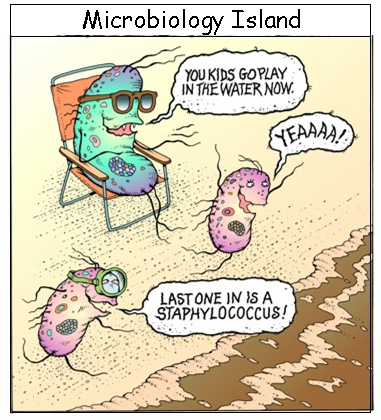 Microbiology Island
YOU KIDS GO PLAY
IN THE WATER NOW.
YEAAAA!
LAST ONE IN IS A
STAPHYLOCOCCUS!